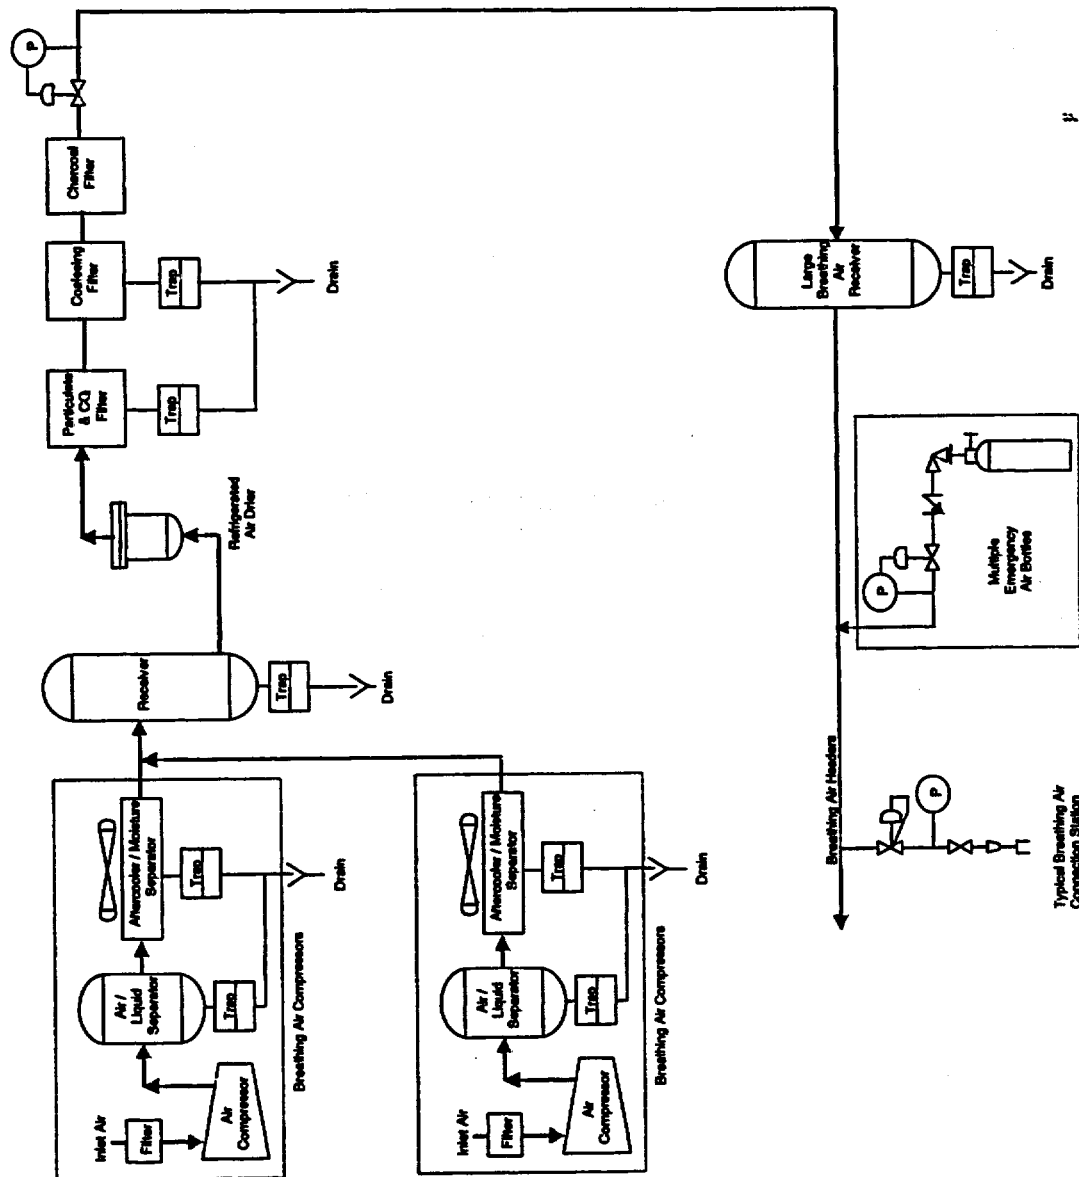 Inlet Air
Filter
Air
Compressor
Air /
Liquid
Separator
Trap
Aftercooler / Moisture
Separator
Trap
Drain
Breathing Air Compressors
Receiver
Trap
Drain
Refrigerated
Air Drier
Particulate
& CO
Filter
Trap
Coalescing
Filter
Trap
Drain
Charcoal
Filter
P
Inlet Air
Filter
Air
Compressor
Air /
Liquid
Separator
Trap
Aftercooler / Moisture
Separator
Trap
Drain
Breathing Air Compressors
Breathing Air Headers
P
Typical Breathing Air
Connection Station
P
Multiple
Emergency
Air Bottles
Large
Breathing
Air
Receiver
Trap
Drain